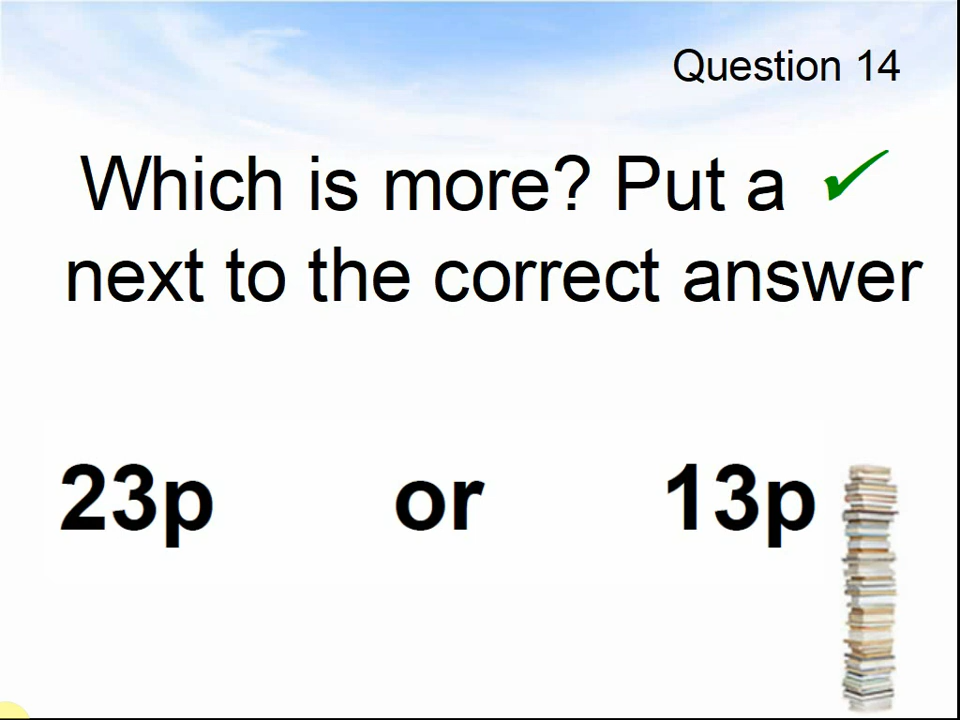 Question 14
Which is more? Put a ✓
next to the correct answer
23p or 13p